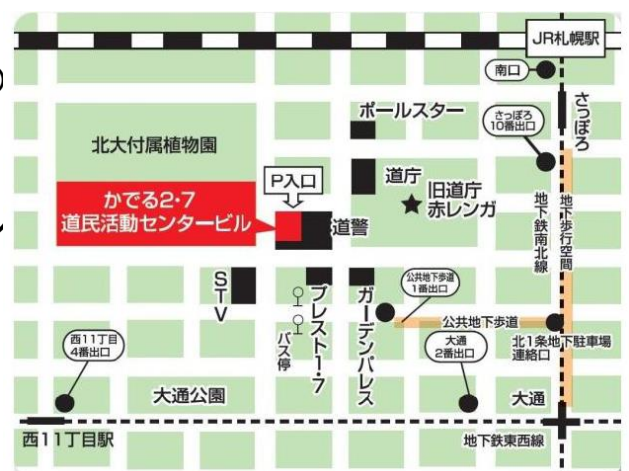 JR札幌駅
南口
ポールスター
さっぽろ
10番出口
さっぽろ
北大付属植物園
道庁
旧道庁
赤レンガ
P入口
かでる2・7
道民活動センタービル
道警
地下鉄南北線
地下歩行空間
STV
バス停
プレスト1・7
ガーデンパレス
公共地下歩道
1番出口
公共地下歩道
北1条地下駐車場
連絡口
西11丁目
4番出口
大通
2番出口
大通公園
大通
西11丁目駅
地下鉄東西線